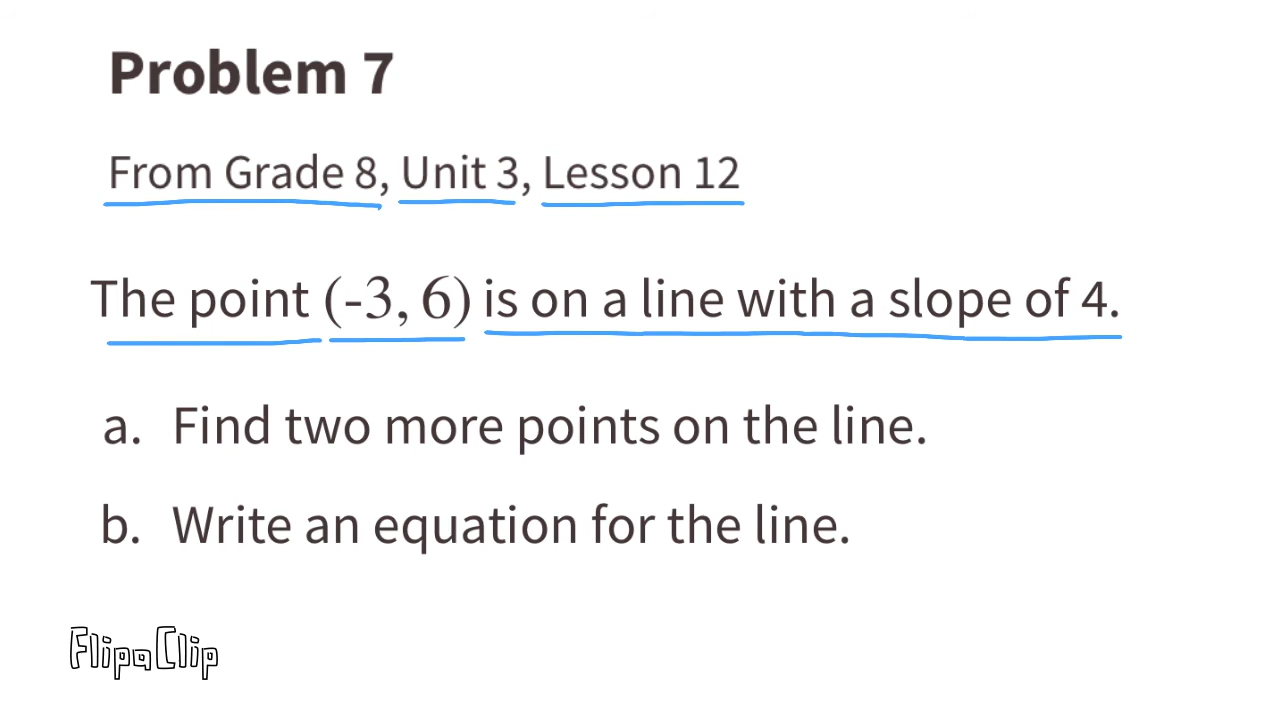 Problem 7
From Grade 8, Unit 3, Lesson 12
The point (-3, 6) is on a line with a slope of 4.
a. Find two more points on the line.
b. Write an equation for the line.
FlipaClip